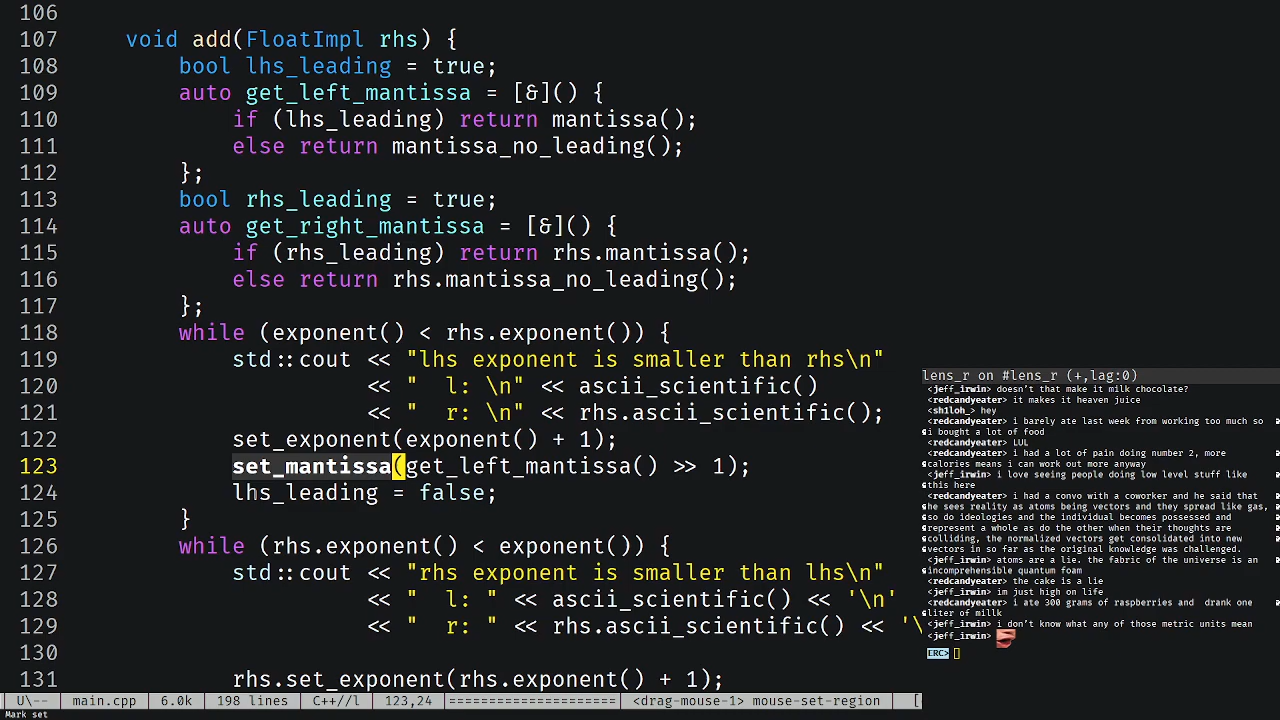 106
107 void add(FloatImpl rhs) {
108 bool lhs_leading = true;
109 auto get_left_mantissa = [&]() {
110 if (lhs_leading) return mantissa();
111 else return mantissa_no_leading();
112 };
113 bool rhs_leading = true;
114 auto get_right_mantissa = [&]() {
115 if (rhs_leading) return rhs.mantissa();
116 else return rhs.mantissa_no_leading();
117 };
118 while (exponent() < rhs.exponent()) {
119 std::cout << "lhs exponent is smaller than rhs\n"
120 << "  l: \n" << ascii_scientific()
121 << "  r: \n" << rhs.ascii_scientific();
122 set_exponent(exponent() + 1);
123 set_mantissa(get_left_mantissa() >> 1);
124 lhs_leading = false;
125 }
126 while (rhs.exponent() < exponent()) {
127 std::cout << "rhs exponent is smaller than lhs\n"
128 << "  l: " << ascii_scientific() << '\n'
129 << "  r: " << rhs.ascii_scientific() << '\
130
131 rhs.set_exponent(rhs.exponent() + 1);
U\-- main.cpp 6.0k 198 lines C++//l 123,24 ===================== <drag-mouse-1> mouse-set-region [
Mark set
lens_r on #lens_r (+,lag:0)
<jeff_irwin> doesn't that make it milk chocolate?
<redcandyeater> it makes it heaven juice
<sh1loh_> hey
<redcandyeater> i barely ate last week from working too much so
i bought a lot of food
<redcandyeater> LUL
<redcandyeater> i had a lot of pain doing number 2, more
calories means i can work out more anyway
<jeff_irwin> i love seeing people doing low level stuff like
this here
<redcandyeater> i had a convo with a coworker and he said that
he sees reality as atoms being vectors and they spread like gas,
so do ideologies and the individual becomes possessed and
represent a whole as do the other when their thoughts are
colliding, the normalized vectors get consolidated into new
vectors in so far as the original knowledge was challenged.
<jeff_irwin> atoms are a lie. the fabric of the universe is an
incomprehensible quantum foam
<redcandyeater> the cake is a lie
<jeff_irwin> im just high on life
<redcandyeater> i ate 300 grams of raspberries and  drank one
liter of millk
<jeff_irwin> i don't know what any of those metric units mean
<jeff_irwin>
ERC>